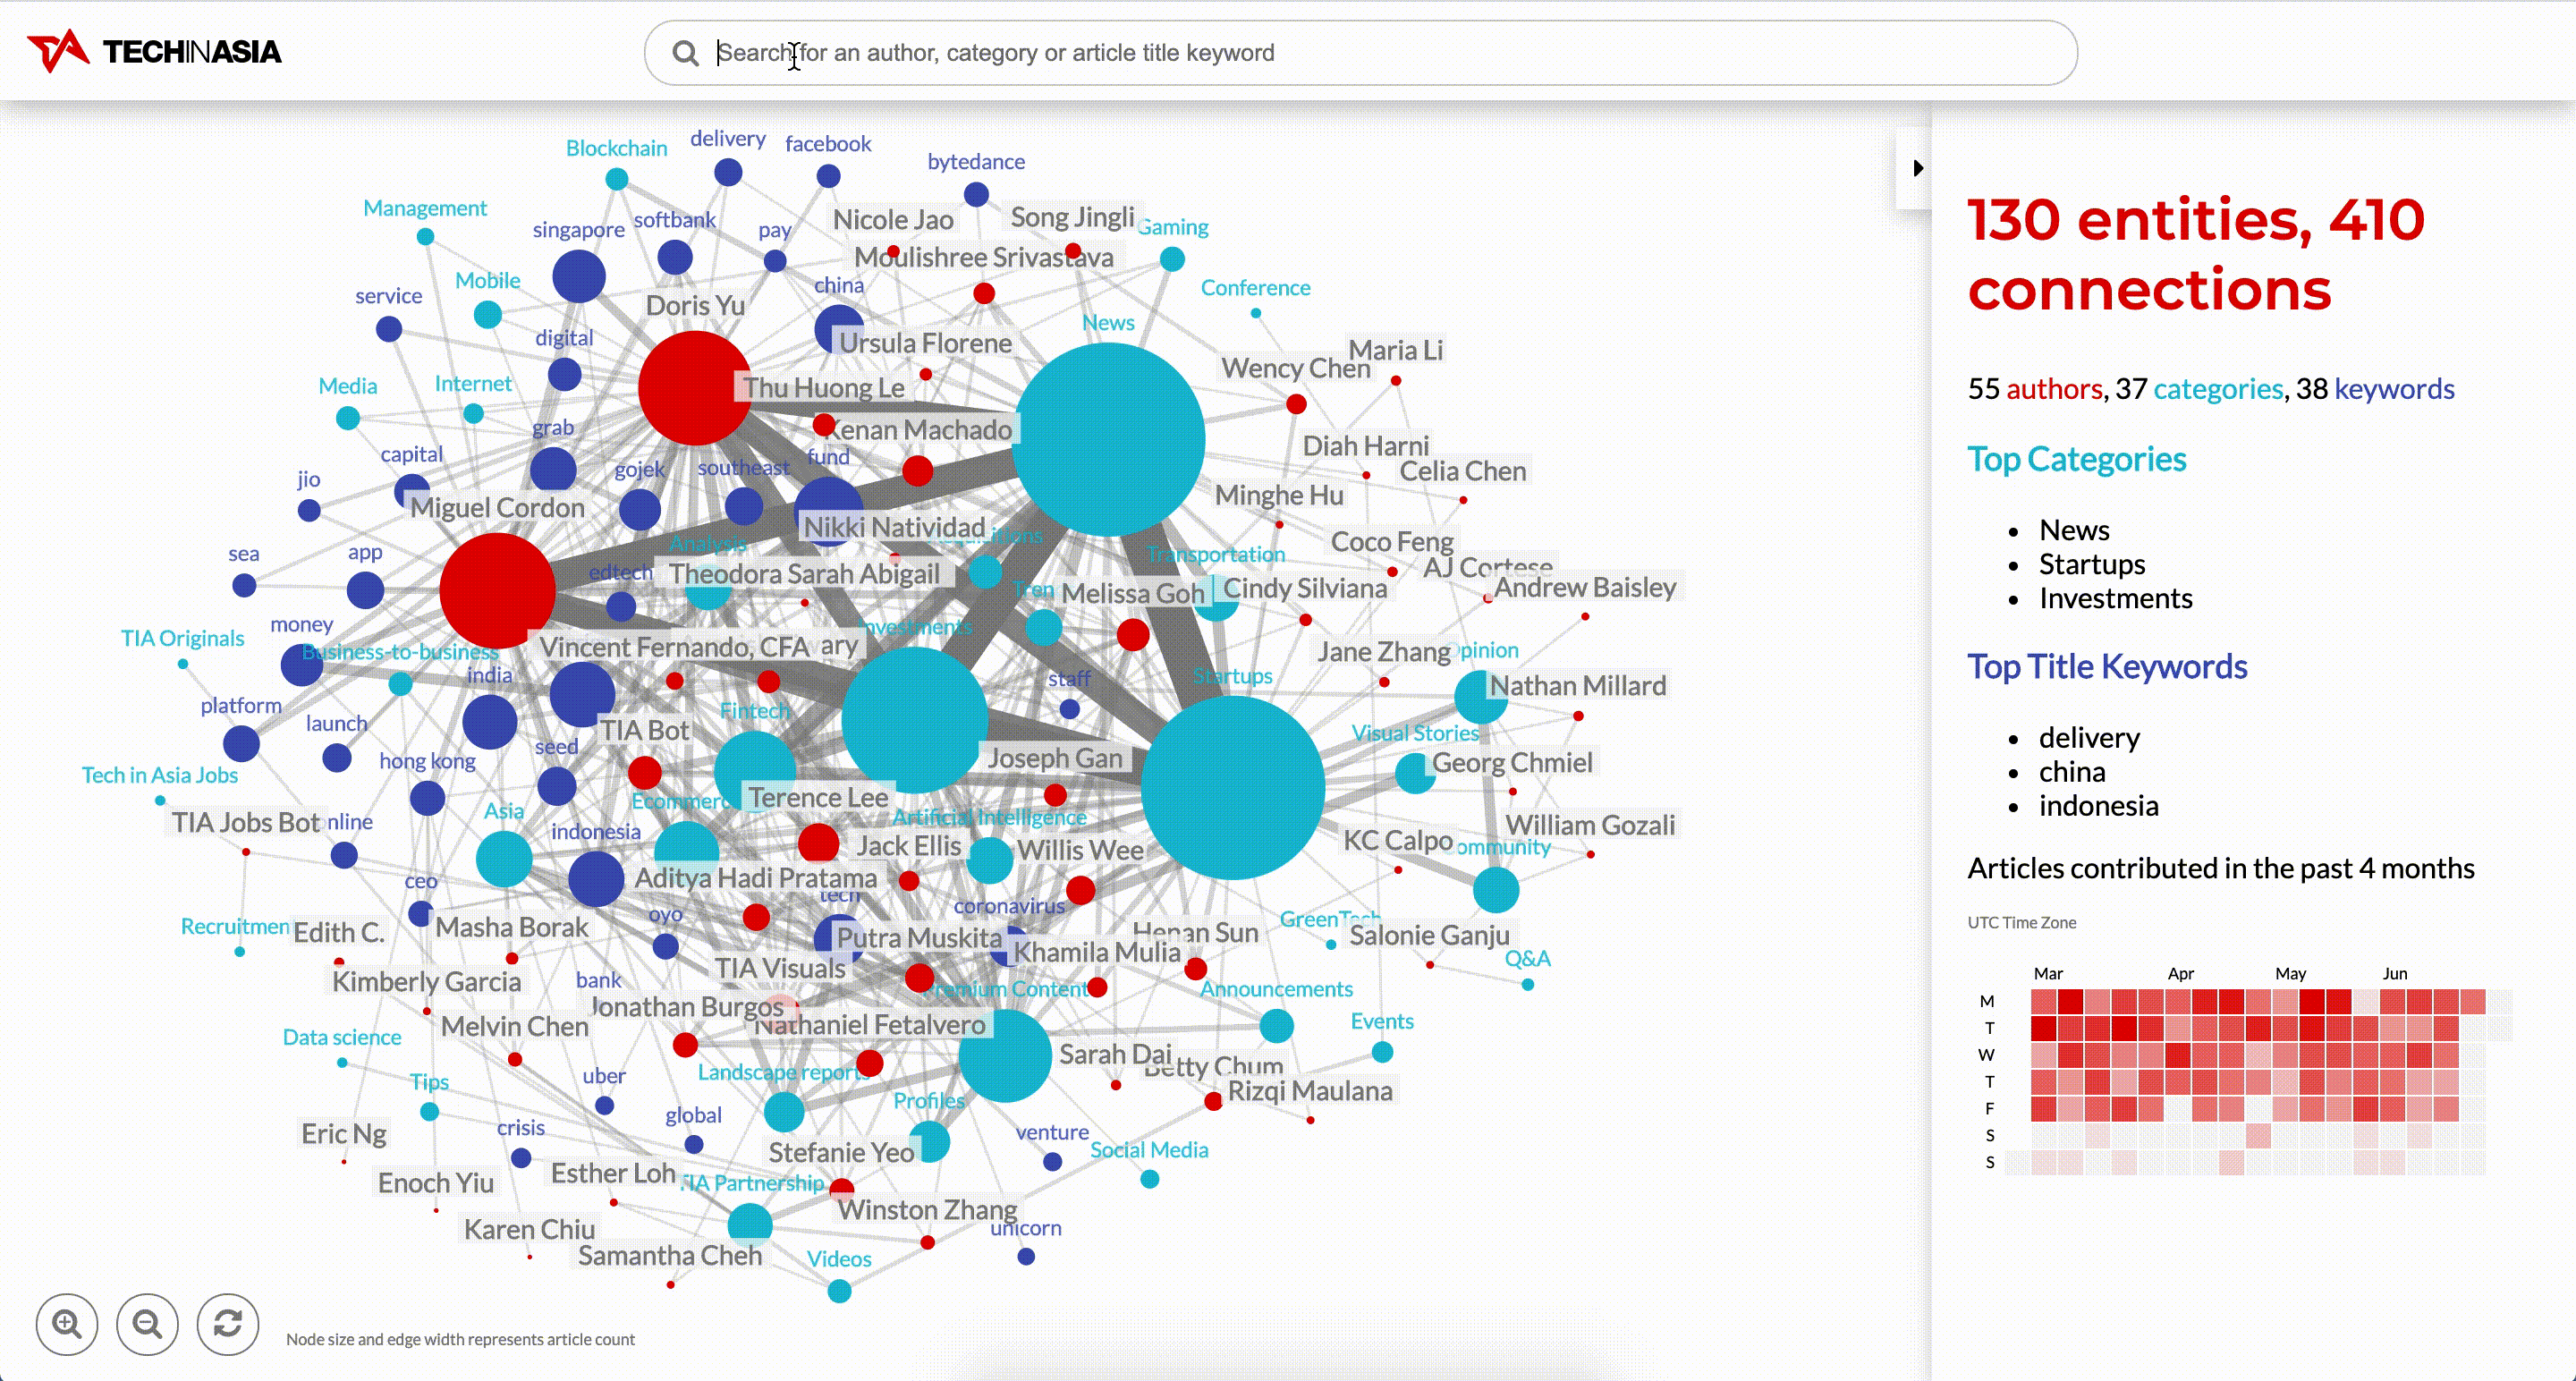 TECHINASIA
Search for an author, category or article title keyword
Blockchain
delivery
facebook
bytedance
Management
singapore
softbank
pay
Nicole Jao
Song Jingli
Gaming
Moulishree Srivastava
Mobile
service
Doris Yu
china
Conference
News
digital
Ursula Florene
Maria Li
Wency Chen
Media
Internet
Thu Huong Le
grab
Kenan Machado
Diah Harni
capital
gojek
southeast
fund
Celia Chen
jio
Miguel Cordon
Minghe Hu
Nikki Natividad
sea
app
Analysis
Coco Feng
Transportation
AJ Cortese
edtech
Theodora Sarah Abigail
Melissa Goh
Cindy Silviana
Andrew Baisley
TIA Originals
money
Business-to-business
Vincent Fernando, CFA
Investments
Jane Zhang
india
staff
Startups
Nathan Millard
platform
launch
Fintech
TIA Bot
Visual Stories
hong kong
seed
Joseph Gan
Georg Chmiel
Tech in Asia Jobs
Terence Lee
Asia
Artificial Intelligence
TIA Jobs Bot
indonesia
Jack Ellis
Willis Wee
KC Calpo
William Gozali
ceo
Aditya Hadi Pratama
tech
oyo
coronavirus
GreenTech
Edith C.
Masha Borak
Putra Muskita
Henan Sun
Salonie Ganju
Khamila Mulia
Q&A
Kimberly Garcia
bank
TIA Visuals
Premium Content
Announcements
Jonathan Burgos
Data science
Melvin Chen
Nathaniel Fetalvero
Events
Sarah Dai
Betty Chum
Tips
uber
Landscape reports
Rizqi Maulana
Profiles
Eric Ng
crisis
global
venture
Social Media
Stefanie Yeo
Enoch Yiu
Esther Loh
TIA Partnership
Karen Chiu
Winston Zhang
unicorn
Samantha Cheh
Videos
Node size and edge width represents article count
130 entities, 410
connections
55 authors, 37 categories, 38 keywords
Top Categories
News
Startups
Investments
Top Title Keywords
delivery
china
indonesia
Articles contributed in the past 4 months
UTC Time Zone
Mar Apr May Jun
M
T
W
T
F
S
S